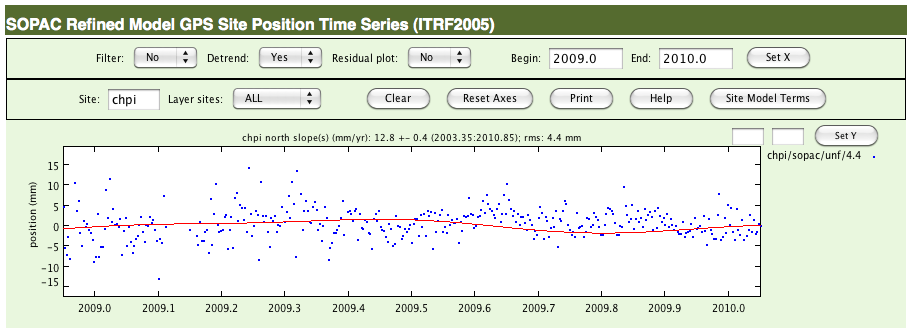 SOPAC Refined Model GPS Site Position Time Series (ITRF2005)
Filter: No Detrend: Yes Residual plot: No Begin: 2009.0 End: 2010.0 Set X
Site: chpi Layer sites: ALL Clear Reset Axes Print Help Site Model Terms
chpi north slope(s) (mm/yr): 12.8 +- 0.4 (2003.35:2010.85); rms: 4.4 mm
Set Y
chpi/sopac/unf/4.4
position (mm)
15
10
5
0
-5
-10
-15
2009.0 2009.1 2009.2 2009.3 2009.4 2009.5 2009.6 2009.7 2009.8 2009.9 2010.0